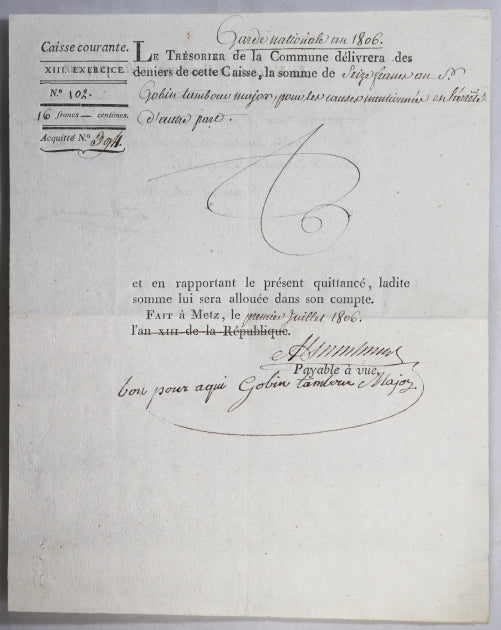 Garde nationale an 1806.
Caisse courante.
XIII.e EXERCICE.
N.o 102.
16 francs — centimes.
Acquitté N.o 394.
LE TRÉSORIER de la Commune délivrera des
deniers de cette Caisse, la somme de Seize francs au S.r
Gobin tambour major, pour les causes mentionnée en l'arrêté
d'autre part.
et en rapportant le présent quittancé, ladite
somme lui sera allouée dans son compte.
FAIT à Metz, le premier Juillet 1806.
l'an XIII de la République.
Payable à vue,
bon pour aqui Gobin tambour Major